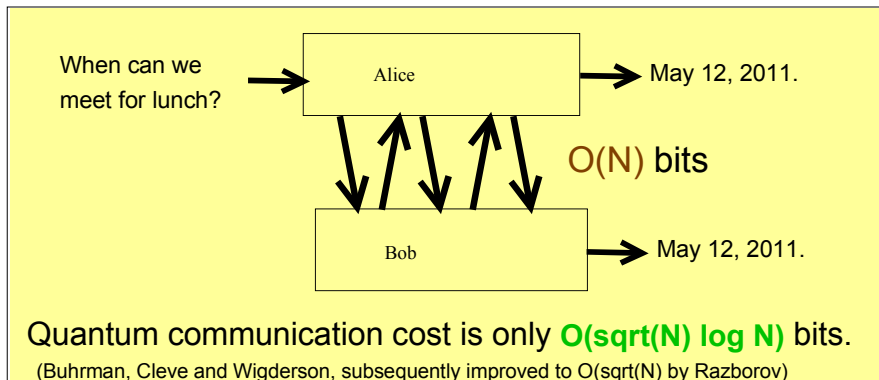 When can we
meet for lunch?
Alice
May 12, 2011.
O(N) bits
Bob
May 12, 2011.
Quantum communication cost is only O(sqrt(N) log N) bits.
(Buhrman, Cleve and Wigderson, subsequently improved to O(sqrt(N) by Razborov)